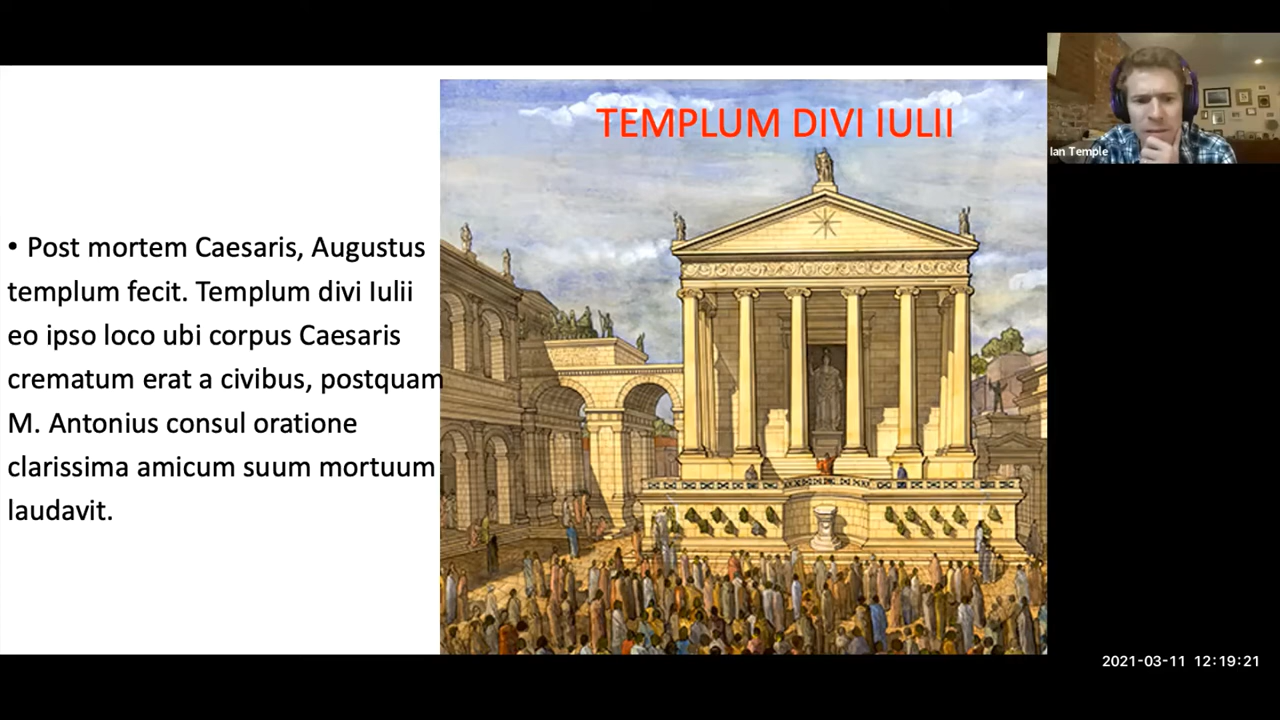 TEMPLUM DIVI IULII
• Post mortem Caesaris, Augustus
templum fecit. Templum divi Iulii
eo ipso loco ubi corpus Caesaris
crematum erat a civibus, postquam
M. Antonius consul oratione
clarissima amicum suum mortuum
laudavit.
Ian Temple
2021-03-11 12:19:21